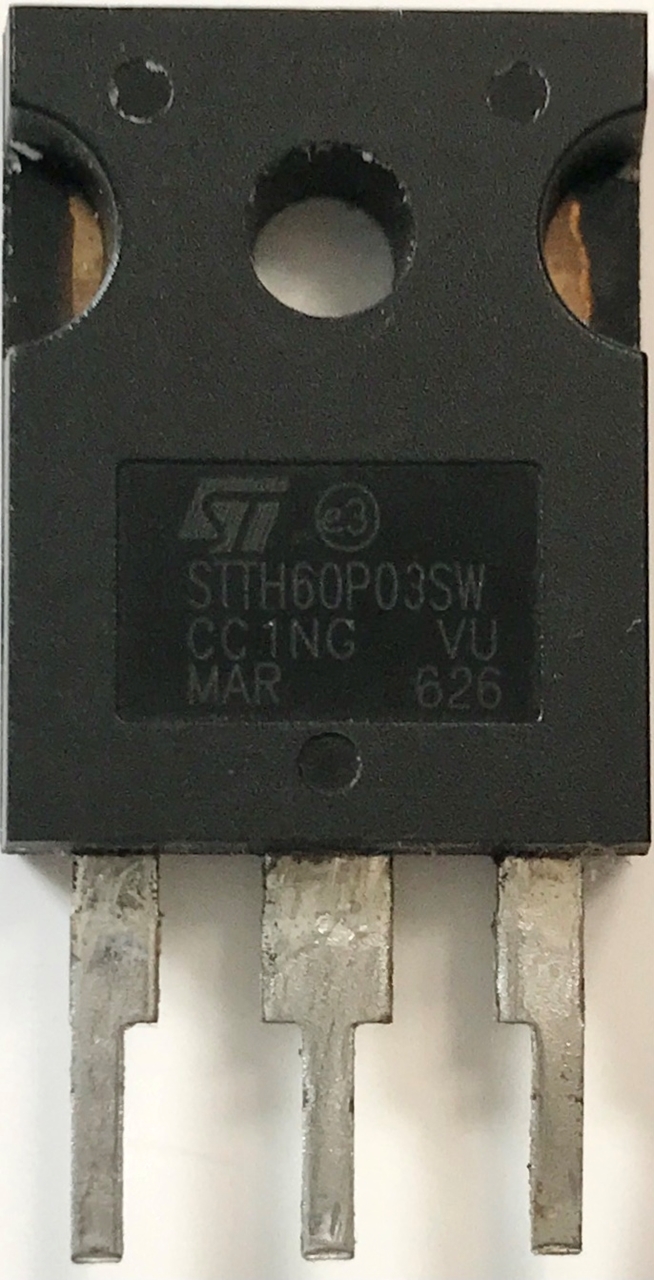 ST e3
STTH60P03SW
CC1NG VU
MAR 626